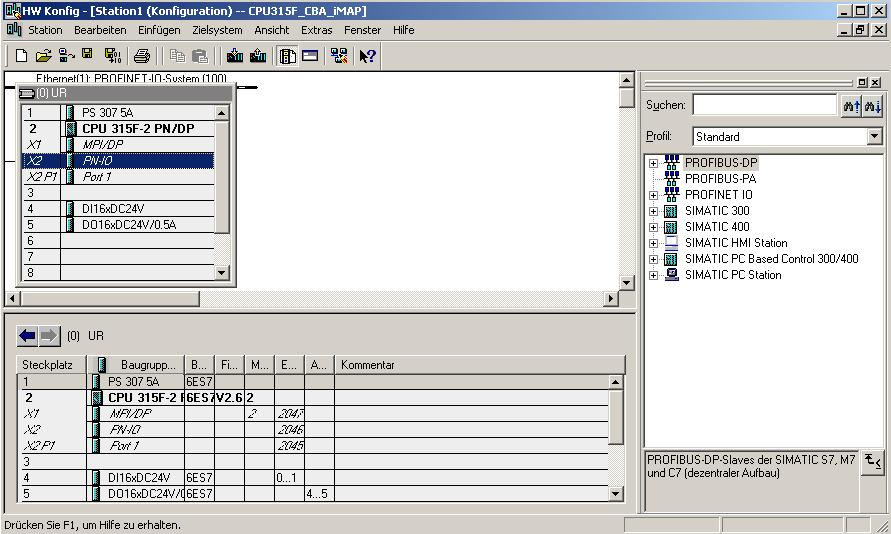 HW Konfig - [Station1 (Konfiguration) -- CPU315F_CBA_iMAP]
Station Bearbeiten Einfügen Zielsystem Ansicht Extras Fenster Hilfe
Ethernet(1): PROFINET-IO-System (100)
(0) UR
1 PS 307 5A
2 CPU 315F-2 PN/DP
X1 MPI/DP
X2 PN-IO
X2 P1 Port 1
3
4 DI16xDC24V
5 DO16xDC24V/0.5A
6
7
8
Suchen:
Profil: Standard
PROFIBUS-DP
PROFIBUS-PA
PROFINET IO
SIMATIC 300
SIMATIC 400
SIMATIC HMI Station
SIMATIC PC Based Control 300/400
SIMATIC PC Station
PROFIBUS-DP-Slaves der SIMATIC S7, M7
und C7 (dezentraler Aufbau)
(0) UR
Steckplatz Baugrupp... B... Fi... M... E... A... Kommentar
1 PS 307 5A 6ES7
2 CPU 315F-2 P 6ES7 V2.6 2
X1 MPI/DP 2 2047
X2 PN-IO 2046
X2 P1 Port 1 2045
3
4 DI16xDC24V 6ES7 0...1
5 DO16xDC24V/0 6ES7 4...5
Drücken Sie F1, um Hilfe zu erhalten.